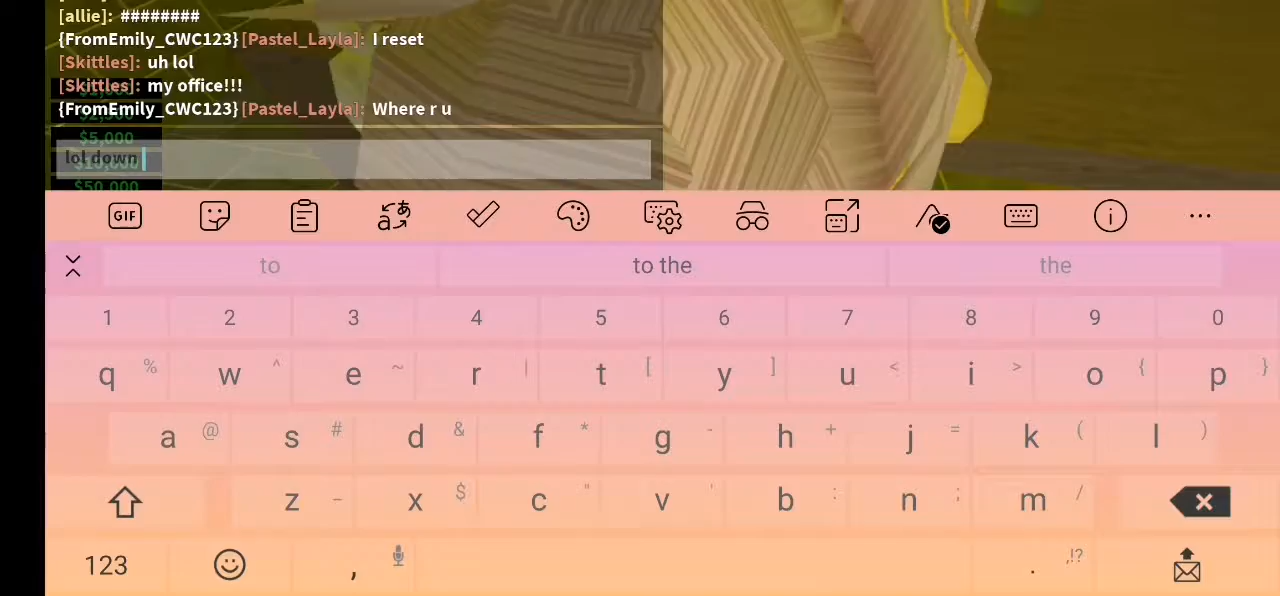 [allie]: ########
{FromEmily_CWC123}[Pastel_Layla]: I reset
[Skittles]: uh lol
[Skittles]: my office!!!
{FromEmily_CWC123}[Pastel_Layla]: Where r u
$5,000
lol down
$50,000
GIF
to
to the
the
1 2 3 4 5 6 7 8 9 0
q % w ^ e ~ r | t [ y ] u < i > o { p }
a @ s # d & f * g - h + j = k ( l )
z _ x $ c " v ' b : n ; m /
123 , . ,!?